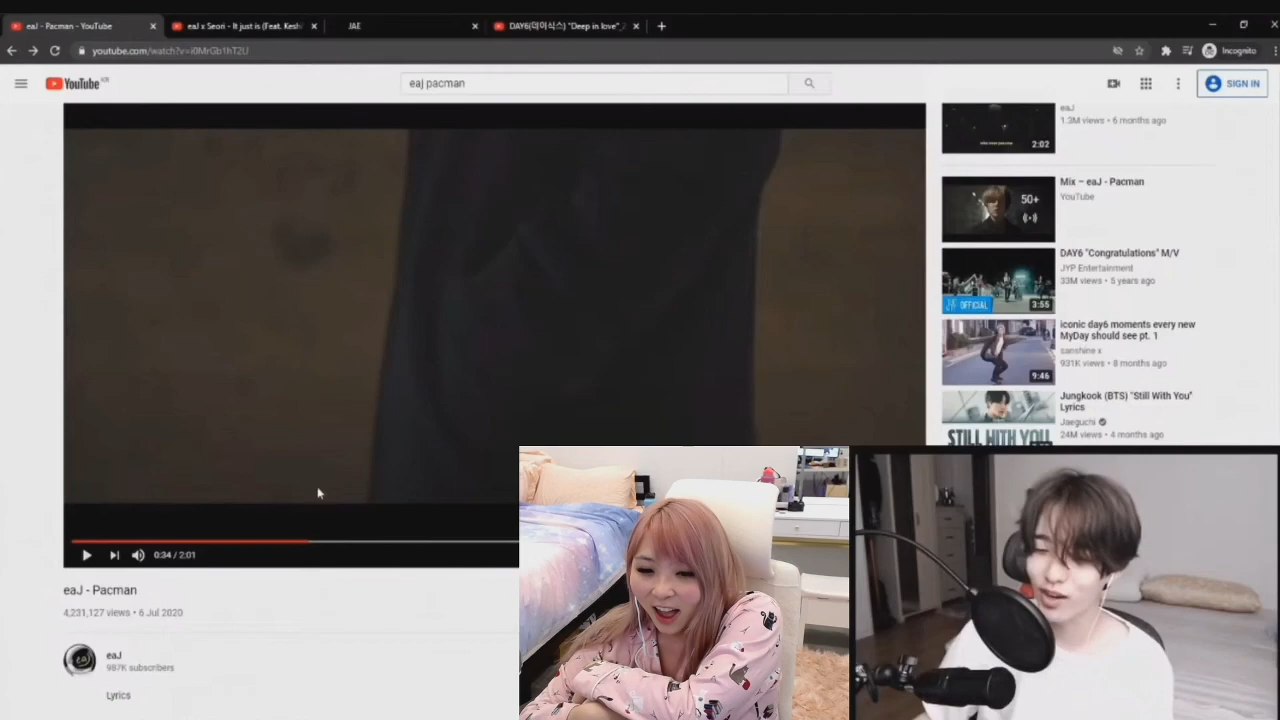 eaJ - Pacman - YouTube
eaJ x Seori - It just is (Feat. Keshi
JAE
DAY6(데이식스) "Deep in love"
youtube.com/watch?v=i0MrGb1hT2U
Incognito
YouTube
eaj pacman
SIGN IN
eaJ
1.3M views • 6 months ago
2:02
Mix – eaJ - Pacman
YouTube
50+
DAY6 "Congratulations" M/V
JYP Entertainment
33M views • 5 years ago
OFFICIAL
3:55
iconic day6 moments every new
MyDay should see pt. 1
sanshine x
931K views • 8 months ago
9:46
Jungkook (BTS) "Still With You"
Lyrics
Jaeguchi
24M views • 4 months ago
STILL WITH YOU
0:34 / 2:01
eaJ - Pacman
4,231,127 views • 6 Jul 2020
eaJ
eaJ
987K subscribers
Lyrics